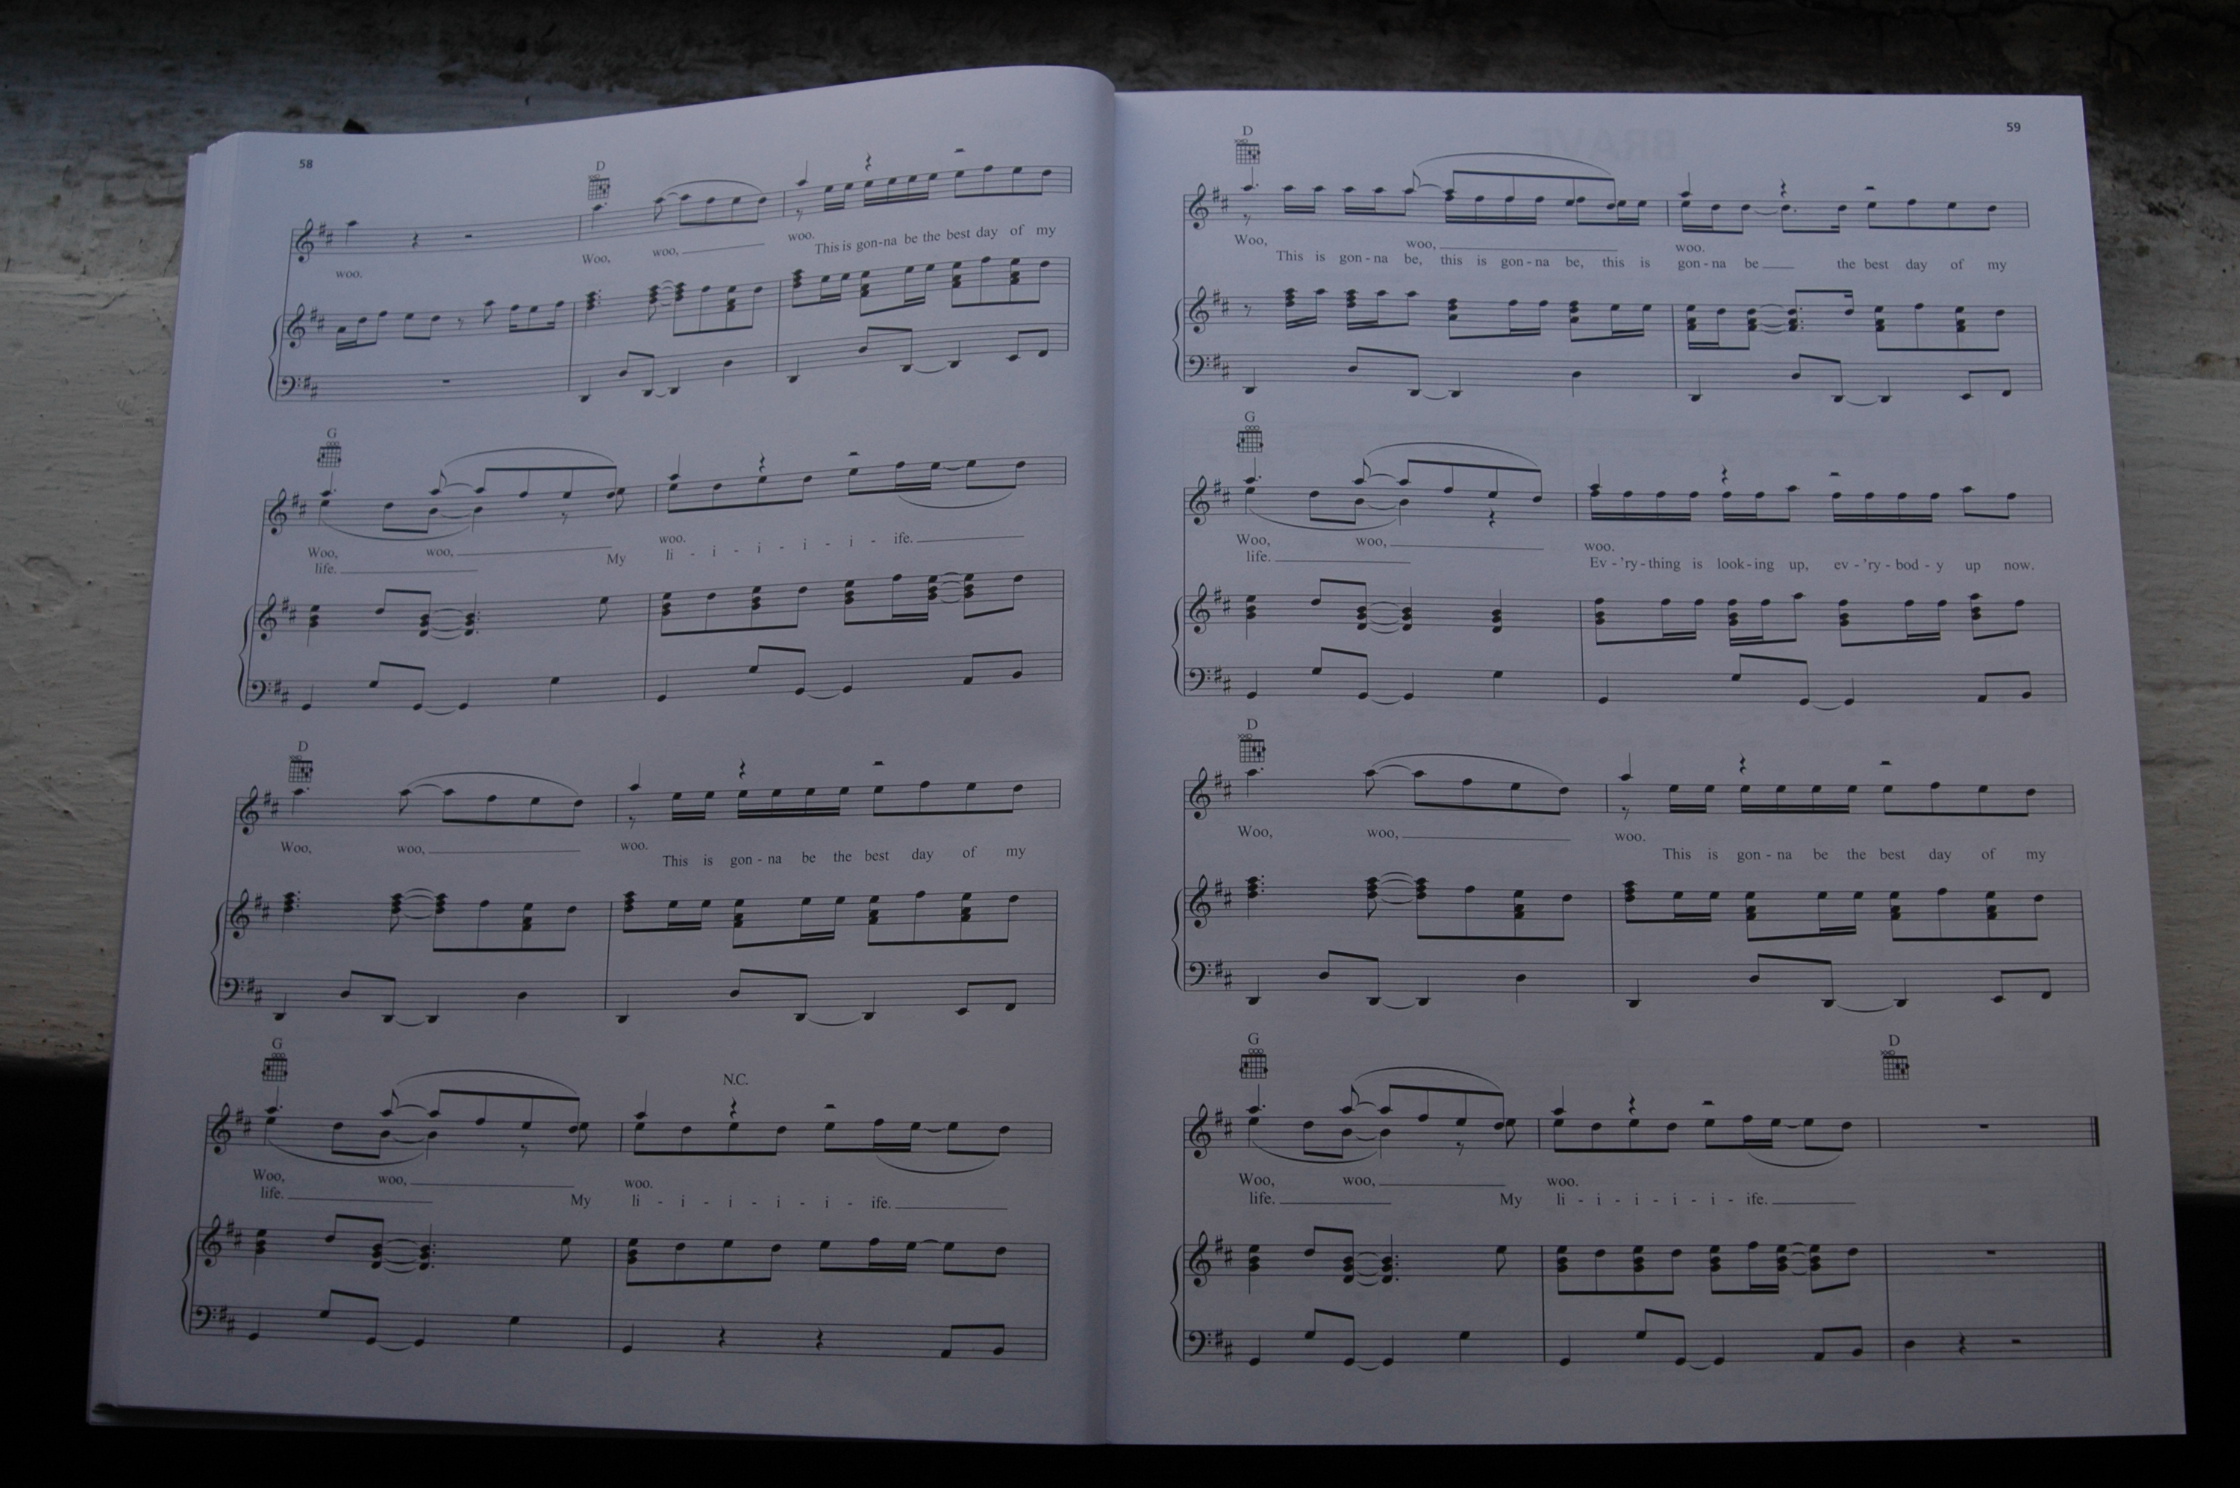 58
D
woo. Woo, woo, woo.
This is gon-na be the best day of my
G
Woo, woo, woo.
life. My li - i - i - i - i - ife.
D
Woo, woo, woo.
This is gon - na be the best day of my
G N.C.
Woo, woo, woo.
life. My li - i - i - i - i - ife.
59
BRAVE
D
Woo, woo, woo.
This is gon - na be, this is gon - na be, this is gon - na be the best day of my
G
Woo, woo, woo.
life. Ev - 'ry - thing is look - ing up, ev - 'ry - bod - y up now.
D
Woo, woo, woo.
This is gon - na be the best day of my
G D
Woo, woo, woo.
life. My li - i - i - i - i - ife.